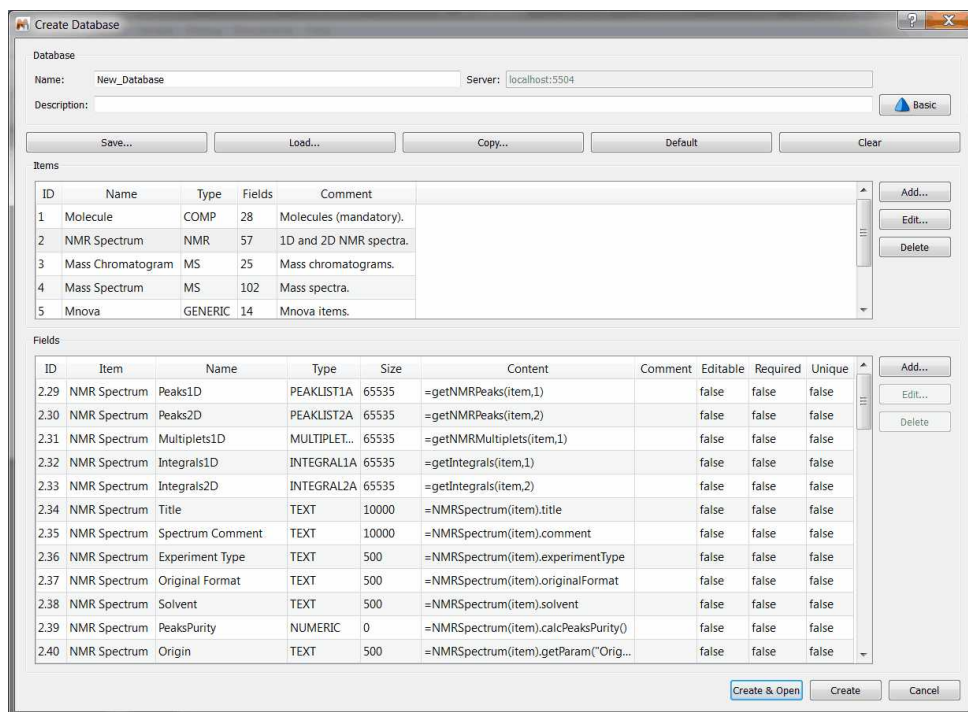 Create Database
Database
Name: New_Database Server: localhost:5504
Description: Basic
Save... Load... Copy... Default Clear
Items
ID Name Type Fields Comment Add...
1 Molecule COMP 28 Molecules (mandatory). Edit...
2 NMR Spectrum NMR 57 1D and 2D NMR spectra. Delete
3 Mass Chromatogram MS 25 Mass chromatograms.
4 Mass Spectrum MS 102 Mass spectra.
5 Mnova GENERIC 14 Mnova items.
Fields
ID Item Name Type Size Content Comment Editable Required Unique Add...
2.29 NMR Spectrum Peaks1D PEAKLIST1A 65535 =getNMRPeaks(item,1) false false false Edit...
2.30 NMR Spectrum Peaks2D PEAKLIST2A 65535 =getNMRPeaks(item,2) false false false Delete
2.31 NMR Spectrum Multiplets1D MULTIPLET... 65535 =getNMRMultiplets(item,1) false false false
2.32 NMR Spectrum Integrals1D INTEGRAL1A 65535 =getIntegrals(item,1) false false false
2.33 NMR Spectrum Integrals2D INTEGRAL2A 65535 =getIntegrals(item,2) false false false
2.34 NMR Spectrum Title TEXT 10000 =NMRSpectrum(item).title false false false
2.35 NMR Spectrum Spectrum Comment TEXT 10000 =NMRSpectrum(item).comment false false false
2.36 NMR Spectrum Experiment Type TEXT 500 =NMRSpectrum(item).experimentType false false false
2.37 NMR Spectrum Original Format TEXT 500 =NMRSpectrum(item).originalFormat false false false
2.38 NMR Spectrum Solvent TEXT 500 =NMRSpectrum(item).solvent false false false
2.39 NMR Spectrum PeaksPurity NUMERIC 0 =NMRSpectrum(item).calcPeaksPurity() false false false
2.40 NMR Spectrum Origin TEXT 500 =NMRSpectrum(item).getParam("Orig... false false false
Create & Open Create Cancel